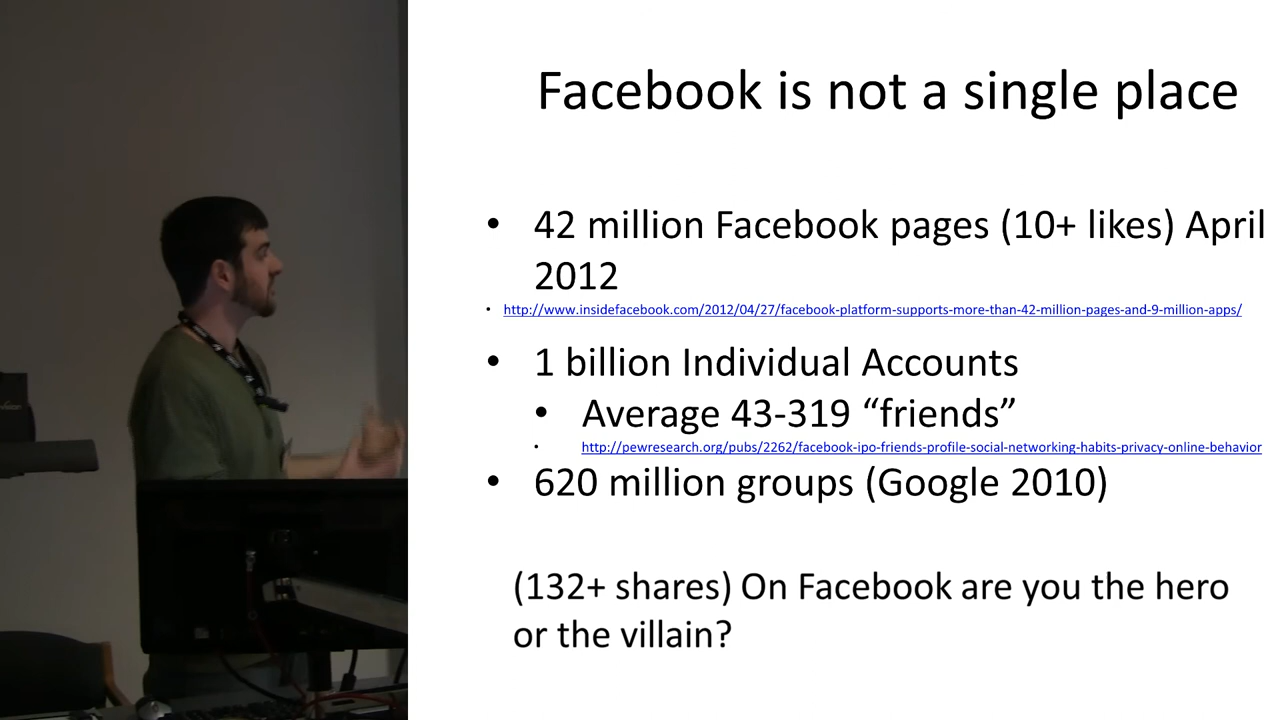 Facebook is not a single place
• 42 million Facebook pages (10+ likes) April
2012
• http://www.insidefacebook.com/2012/04/27/facebook-platform-supports-more-than-42-million-pages-and-9-million-apps/
• 1 billion Individual Accounts
• Average 43-319 “friends”
• http://pewresearch.org/pubs/2262/facebook-ipo-friends-profile-social-networking-habits-privacy-online-behavior
• 620 million groups (Google 2010)
(132+ shares) On Facebook are you the hero
or the villain?